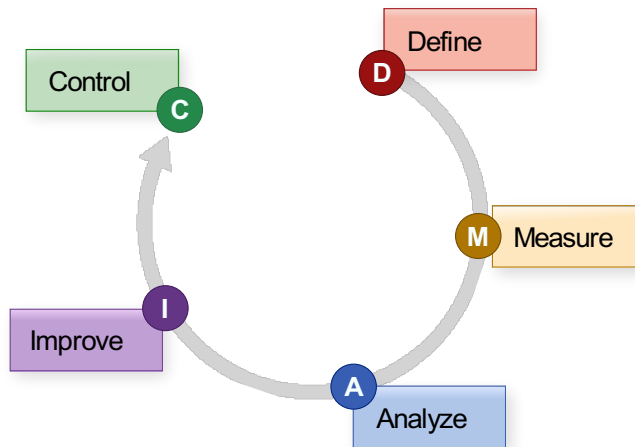 D
Define
M
Measure
A
Analyze
I
Improve
C
Control